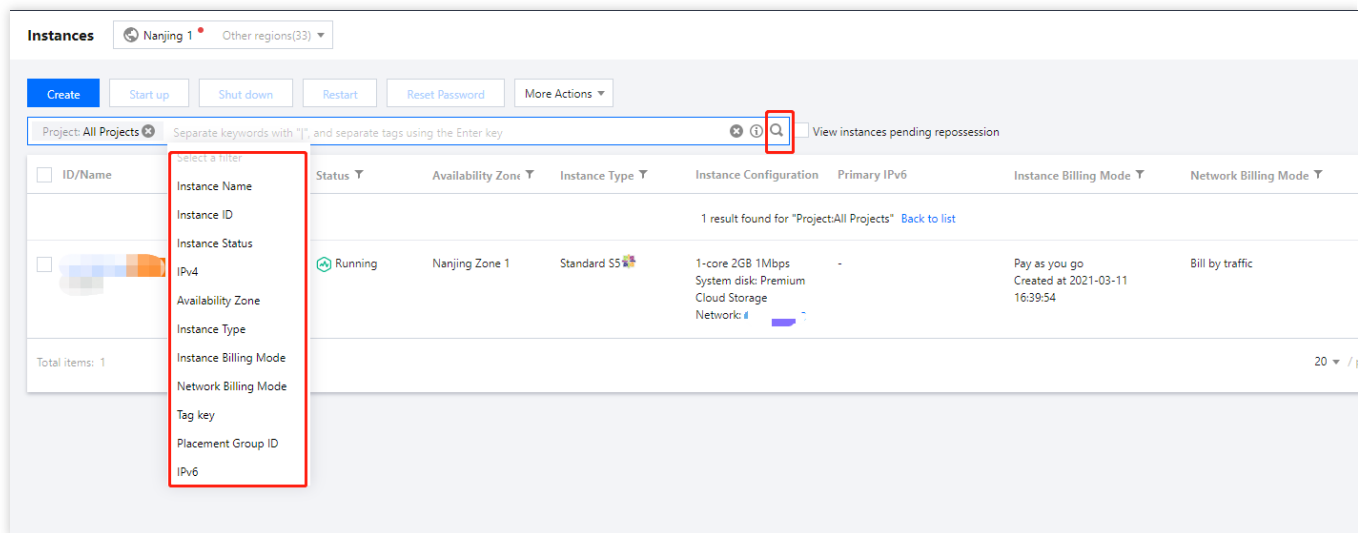 Instances Nanjing 1 Other regions(33)
Create Start up Shut down Restart Reset Password More Actions
Project: All Projects Separate keywords with "|", and separate tags using the Enter key View instances pending repossession
Select a filter
ID/Name Status Availability Zone Instance Type Instance Configuration Primary IPv6 Instance Billing Mode Network Billing Mode
Instance Name
Instance ID
Instance Status
IPv4
Availability Zone
Instance Type
Instance Billing Mode
Network Billing Mode
Tag key
Placement Group ID
IPv6
1 result found for "Project:All Projects" Back to list
Running Nanjing Zone 1 Standard S5 1-core 2GB 1Mbps - Pay as you go Bill by traffic
System disk: Premium Created at 2021-03-11
Cloud Storage 16:39:54
Network:
Total items: 1 20 /